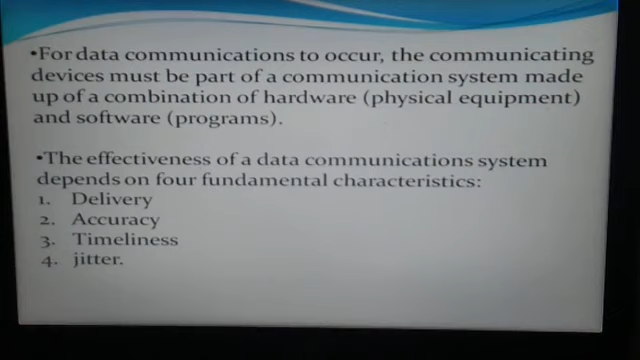 •For data communications to occur, the communicating
devices must be part of a communication system made
up of a combination of hardware (physical equipment)
and software (programs).
•The effectiveness of a data communications system
depends on four fundamental characteristics:
1. Delivery
2. Accuracy
3. Timeliness
4. jitter.